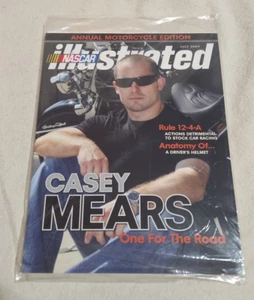 ANNUAL MOTORCYCLE EDITION
NASCAR
illustrated
Rule 12-4-A
ACTIONS DETRIMENTAL
TO STOCK CAR RACING
Anatomy Of...
A DRIVER'S HELMET
CASEY
MEARS
One For The Road